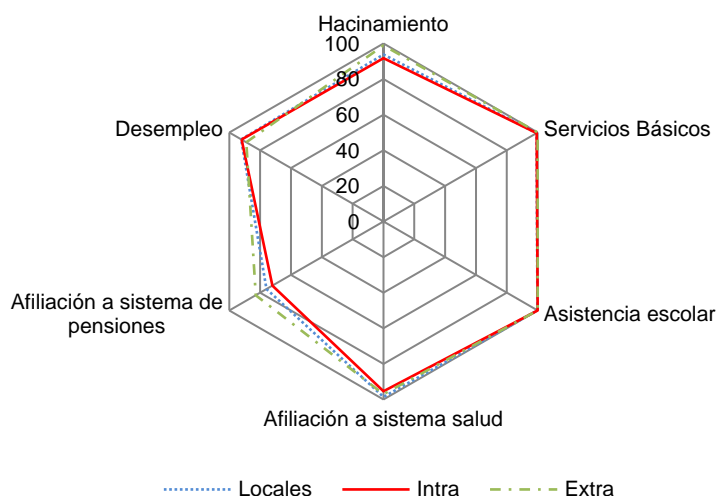 Hacinamiento
100
80
60
40
20
0
Servicios Básicos
Asistencia escolar
Afiliación a sistema salud
Afiliación a sistema de
pensiones
Desempleo
Locales Intra Extra